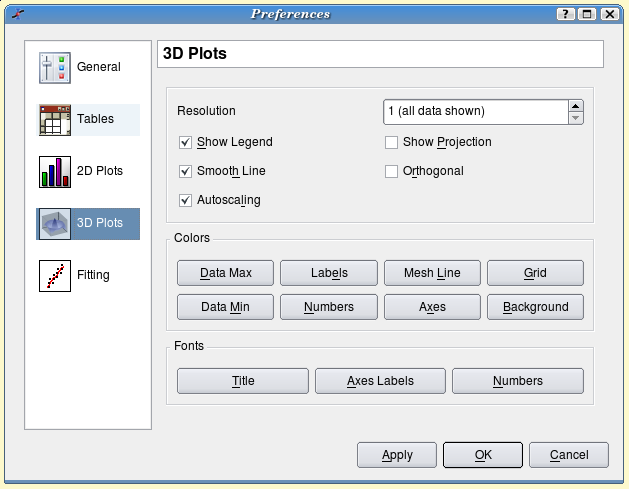 Preferences
General
Tables
2D Plots
3D Plots
Fitting
3D Plots
Resolution 1 (all data shown)
Show Legend Show Projection
Smooth Line Orthogonal
Autoscaling
Colors
Data Max Labels Mesh Line Grid
Data Min Numbers Axes Background
Fonts
Title Axes Labels Numbers
Apply OK Cancel